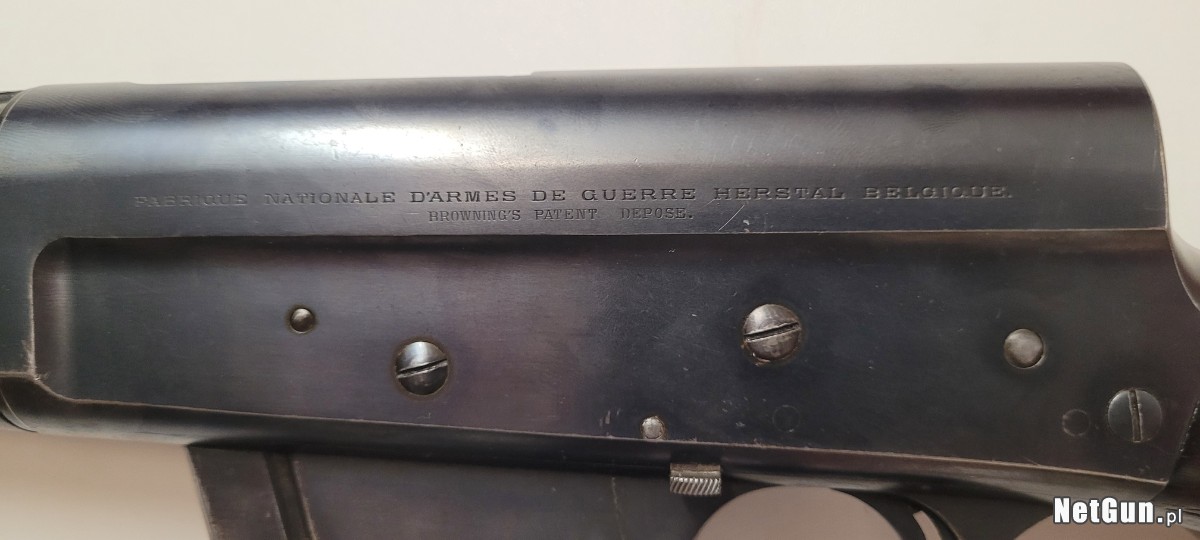 FABRIQUE NATIONALE D'ARMES DE GUERRE HERSTAL BELGIQUE.
BROWNING'S PATENT DEPOSE.
NetGun.pl